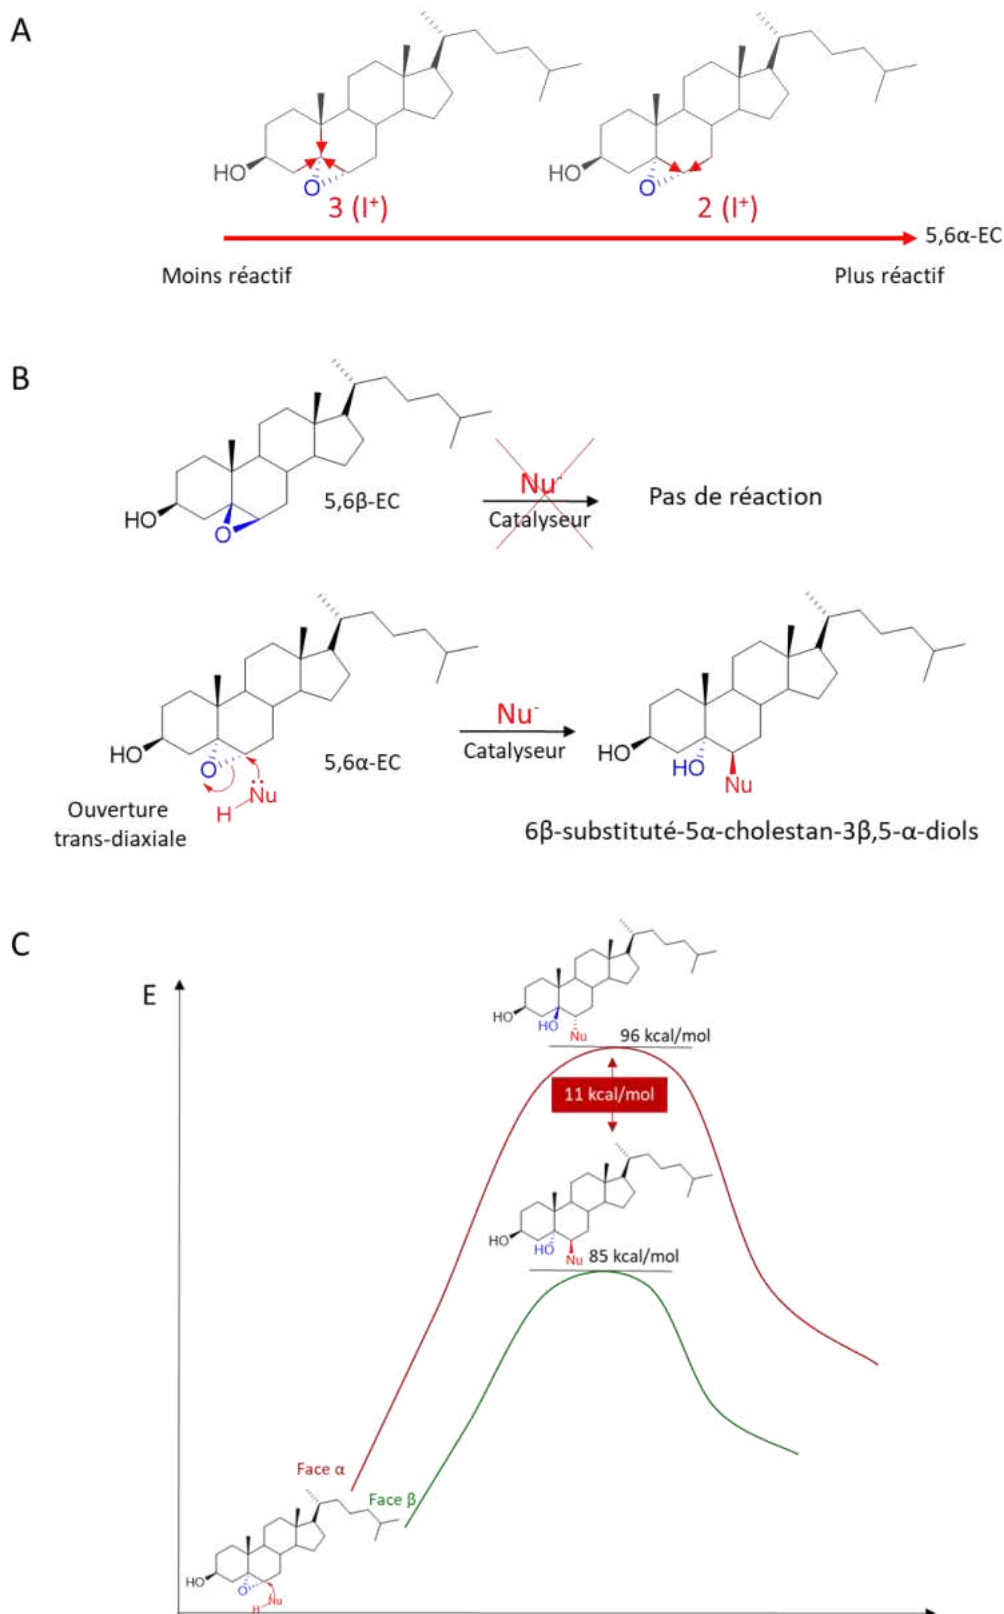 A
HO
O
3 (I⁺)
HO
O
2 (I⁺)
5,6α-EC
Moins réactif
Plus réactif
B
HO
O
5,6β-EC
Nu⁻
Catalyseur
Pas de réaction
HO
O
5,6α-EC
H
Nu
Ouverture
trans-diaxiale
Nu⁻
Catalyseur
HO
HO
Nu
6β-substituté-5α-cholestan-3β,5-α-diols
C
E
HO
HO
Nu
96 kcal/mol
11 kcal/mol
HO
HO
Nu
85 kcal/mol
Face α
Face β
HO
O
H
Nu